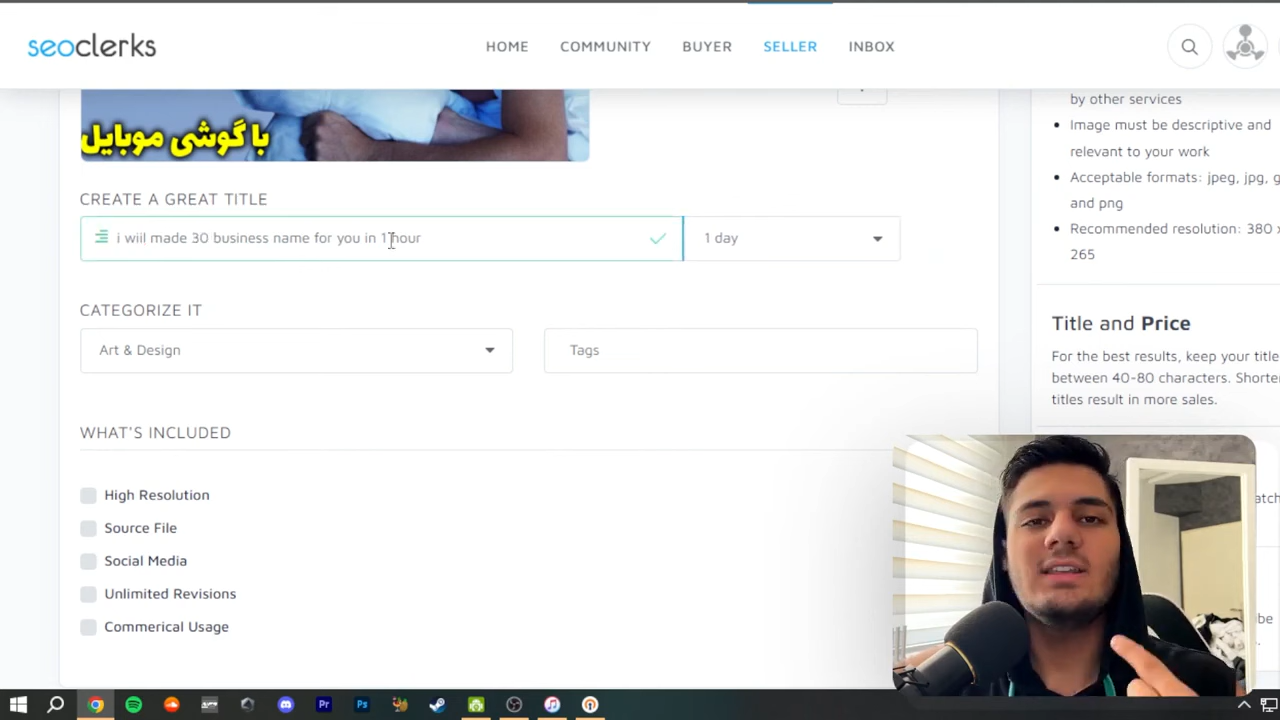 seoclerks
HOME
COMMUNITY
BUYER
SELLER
INBOX
با گوشی موبایل
by other services
Image must be descriptive and
relevant to your work
Acceptable formats: jpeg, jpg, g
and png
Recommended resolution: 380 x
265
CREATE A GREAT TITLE
i wiil made 30 business name for you in 1 hour
1 day
CATEGORIZE IT
Art & Design
Tags
Title and Price
For the best results, keep your title
between 40-80 characters. Shorter
titles result in more sales.
WHAT'S INCLUDED
High Resolution
Source File
Social Media
Unlimited Revisions
Commerical Usage